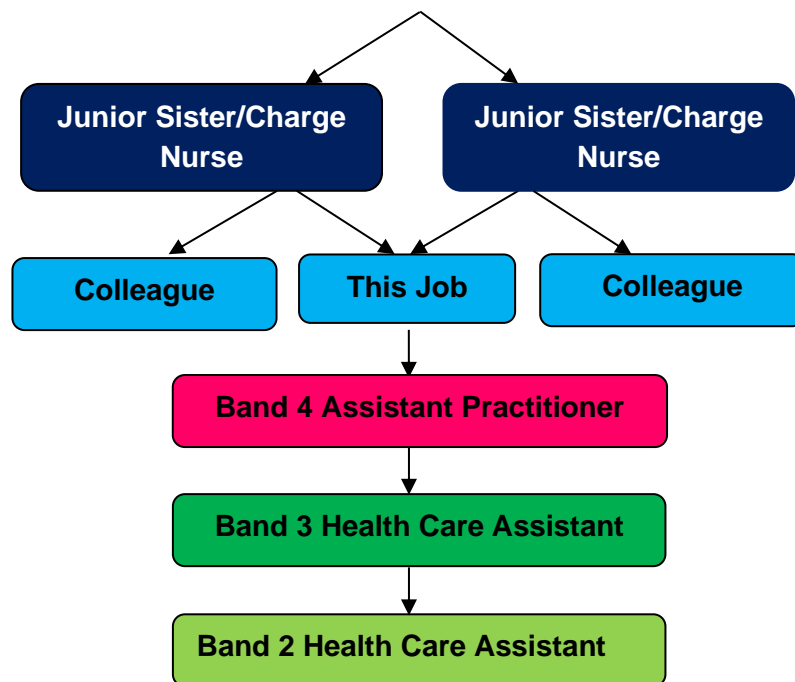 Junior Sister/Charge
Nurse
Junior Sister/Charge
Nurse
Colleague
This Job
Colleague
Band 4 Assistant Practitioner
Band 3 Health Care Assistant
Band 2 Health Care Assistant